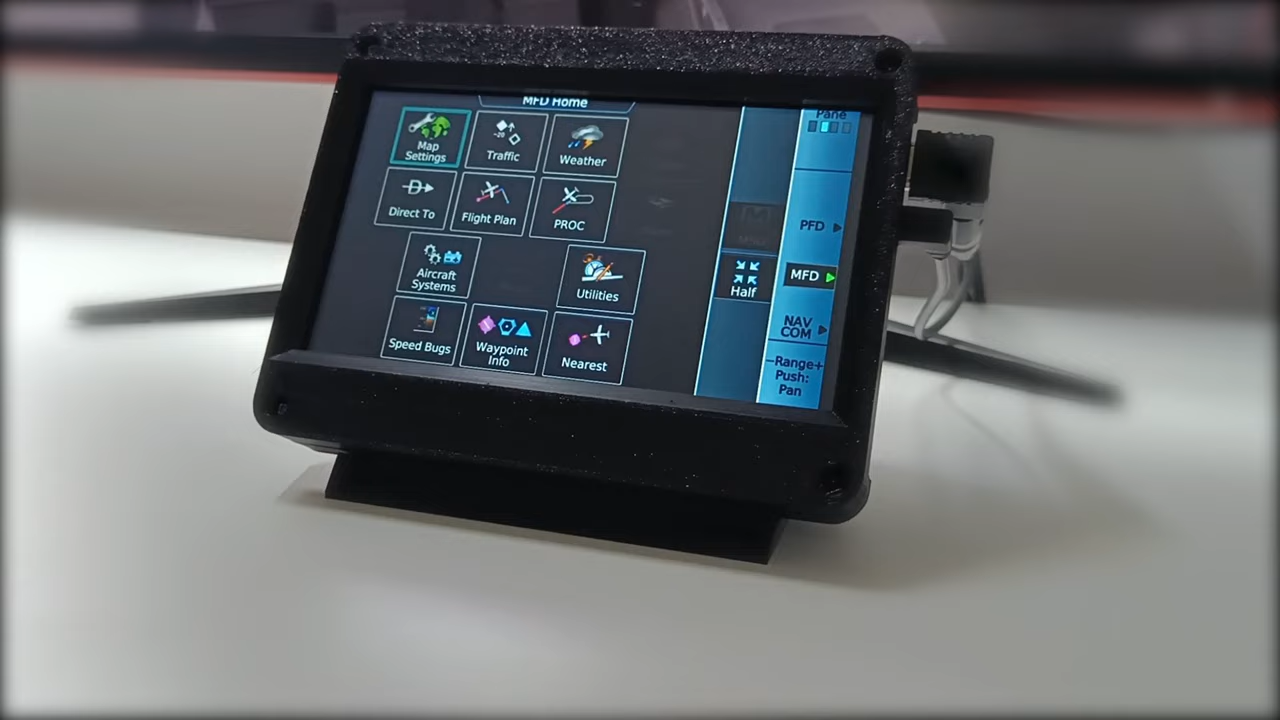 MFD Home
Pane
Map
Settings
Traffic
-20
Weather
Direct To
Flight Plan
PROC
PFD
Aircraft
Systems
Utilities
Half
MFD
Speed Bugs
Waypoint
Info
Nearest
NAV
COM
-Range+
Push:
Pan